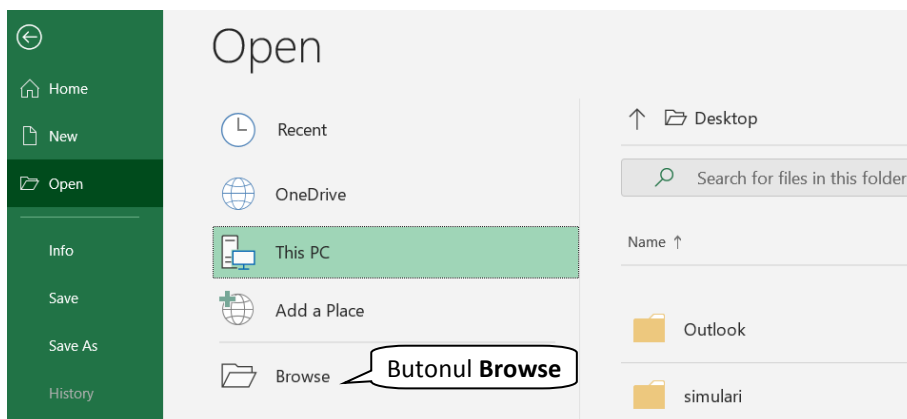 Home
New
Open
Info
Save
Save As
History
Open
Recent
OneDrive
This PC
Add a Place
Browse
Butonul Browse
Desktop
Search for files in this folder
Name
Outlook
simulari